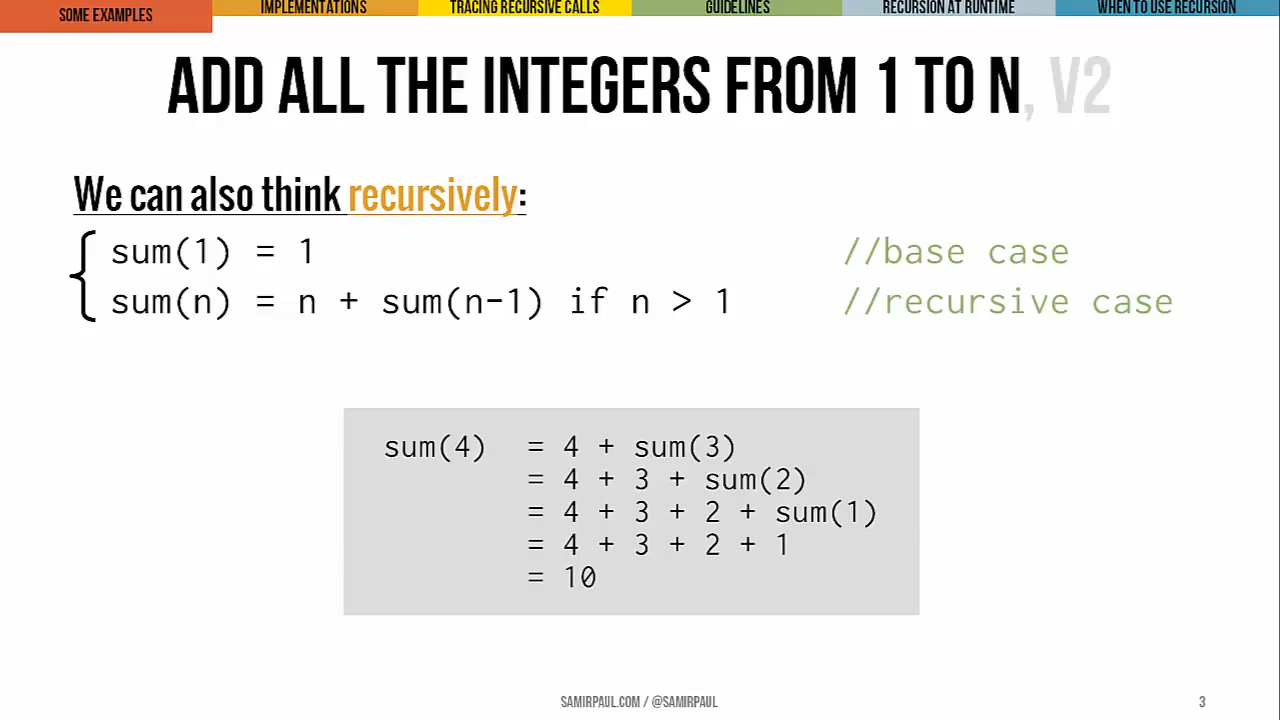 SOME EXAMPLES
IMPLEMENTATIONS
TRACING RECURSIVE CALLS
GUIDELINES
RECURSION AT RUNTIME
WHEN TO USE RECURSION
ADD ALL THE INTEGERS FROM 1 TO N, V2
We can also think recursively:
sum(1) = 1 //base case
sum(n) = n + sum(n-1) if n > 1 //recursive case
sum(4) = 4 + sum(3)
= 4 + 3 + sum(2)
= 4 + 3 + 2 + sum(1)
= 4 + 3 + 2 + 1
= 10
SAMIRPAUL.COM / @SAMIRPAUL
3